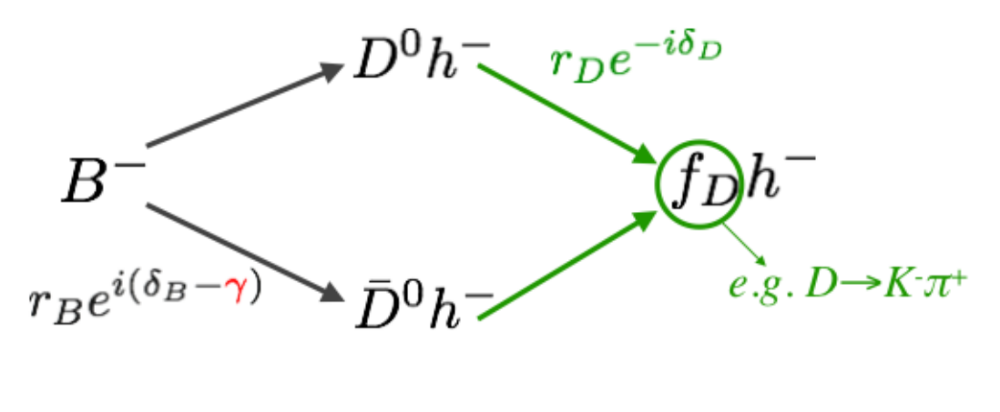 D⁰h⁻
r_D e^{−iδ_D}
B⁻
f_D h⁻
r_B e^{i(δ_B−γ)}
D̄⁰h⁻
e.g. D→K⁻π⁺